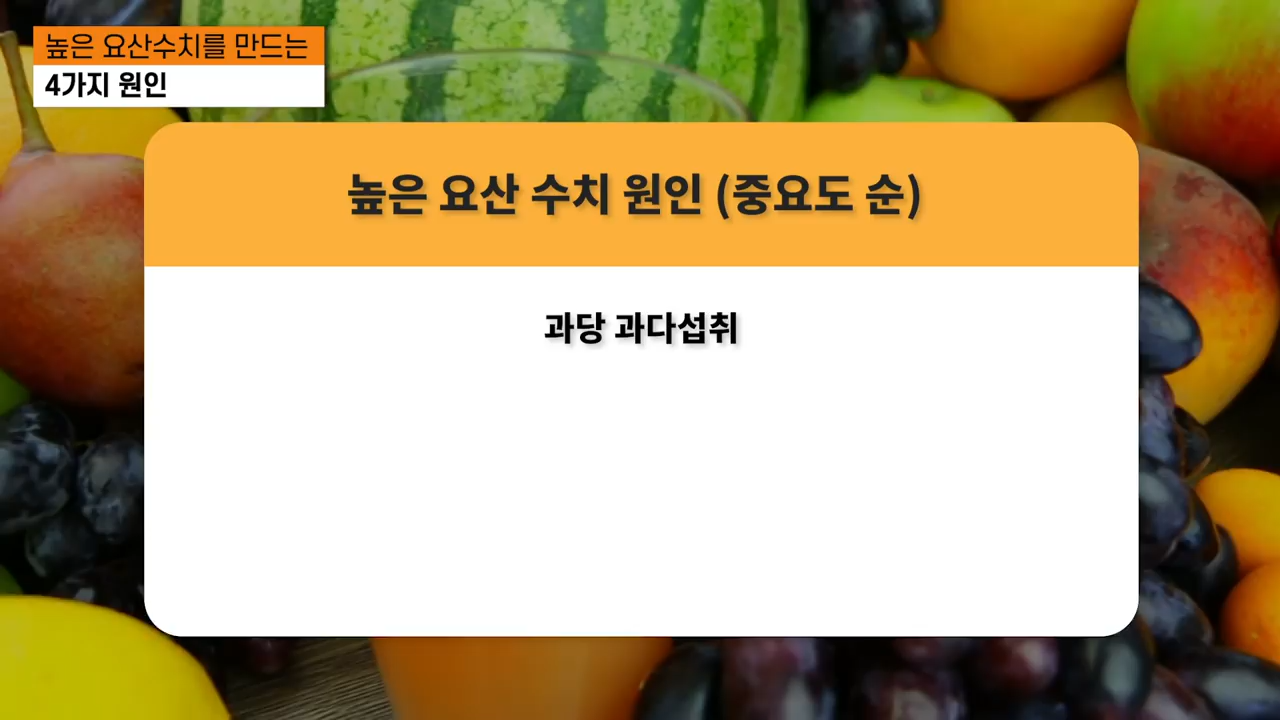 높은 요산수치를 만드는
4가지 원인
높은 요산 수치 원인 (중요도 순)
과당 과다섭취